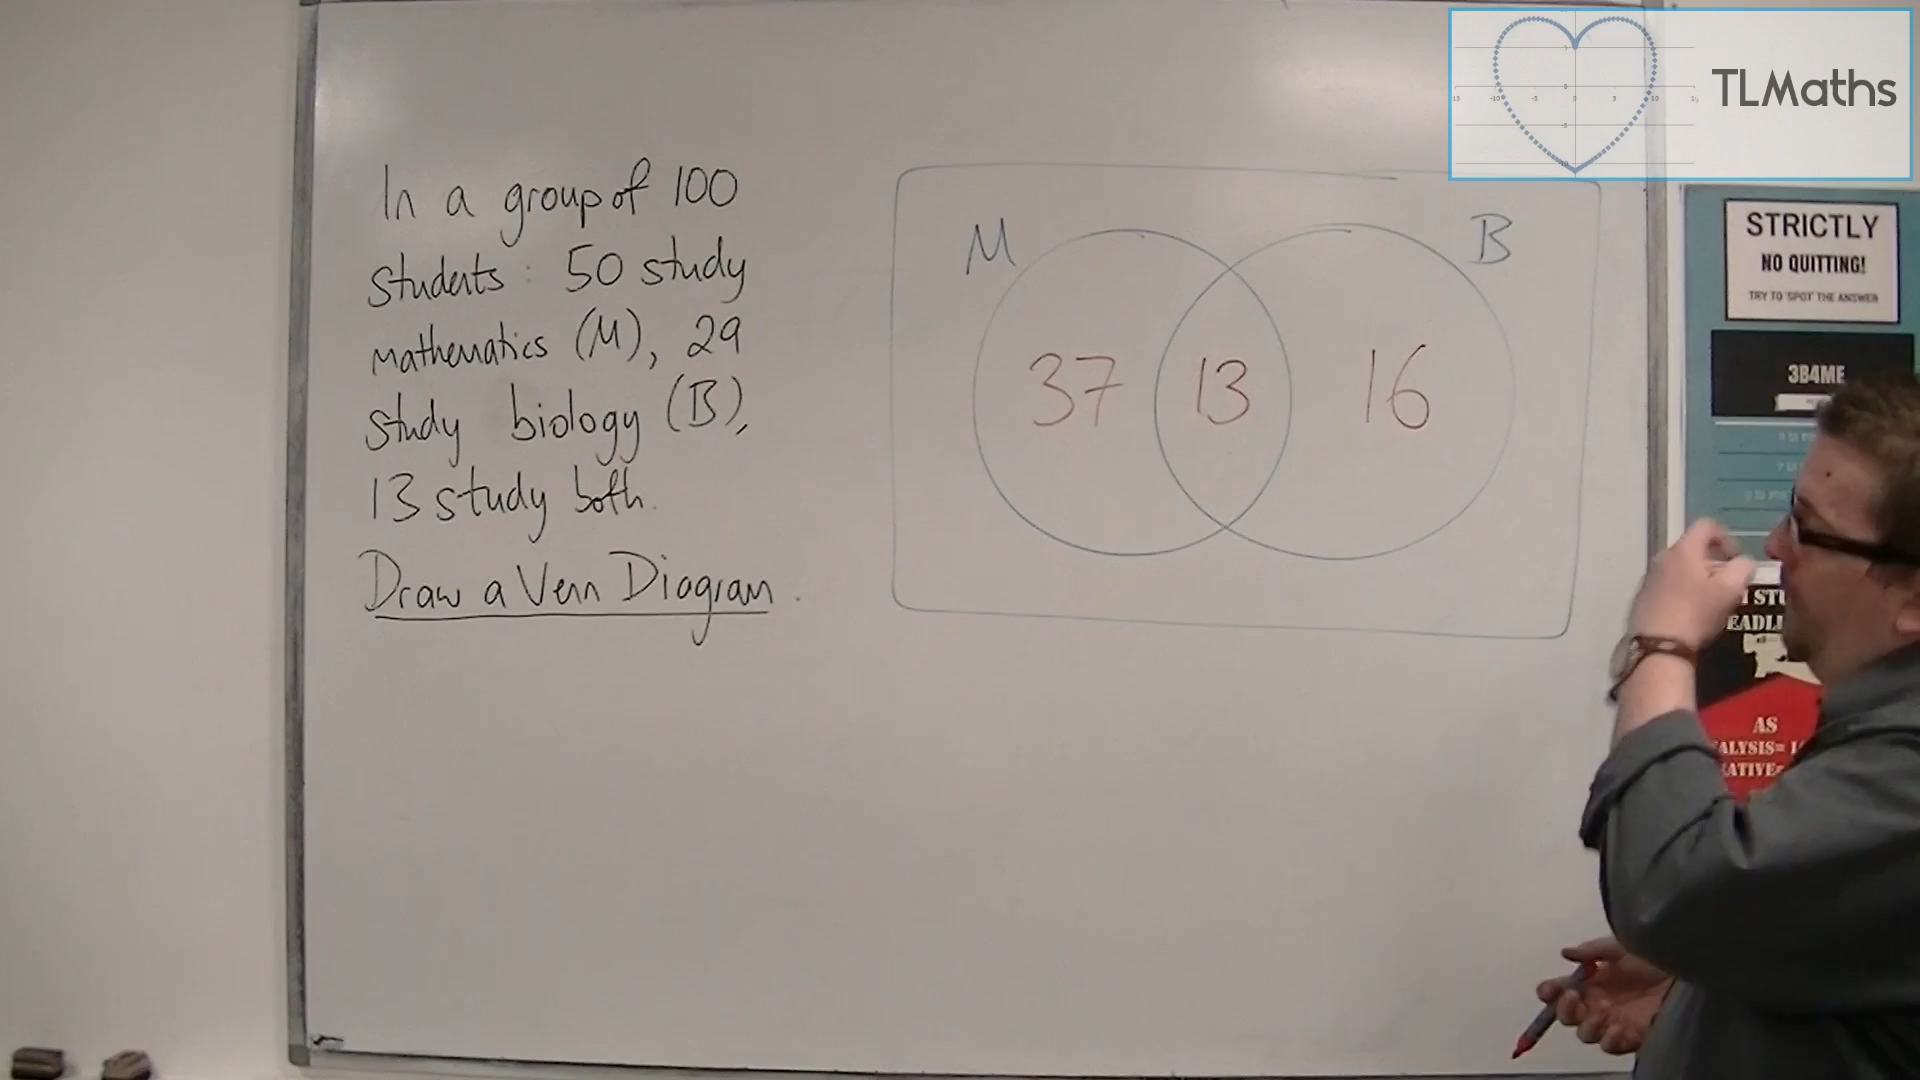 In a group of 100
students : 50 study
mathematics (M), 29
study biology (B),
13 study both.
Draw a Venn Diagram.
M
B
37 13 16
TLMaths
STRICTLY
NO QUITTING!
TRY TO 'SPOT' THE ANSWER
3B4ME
AS